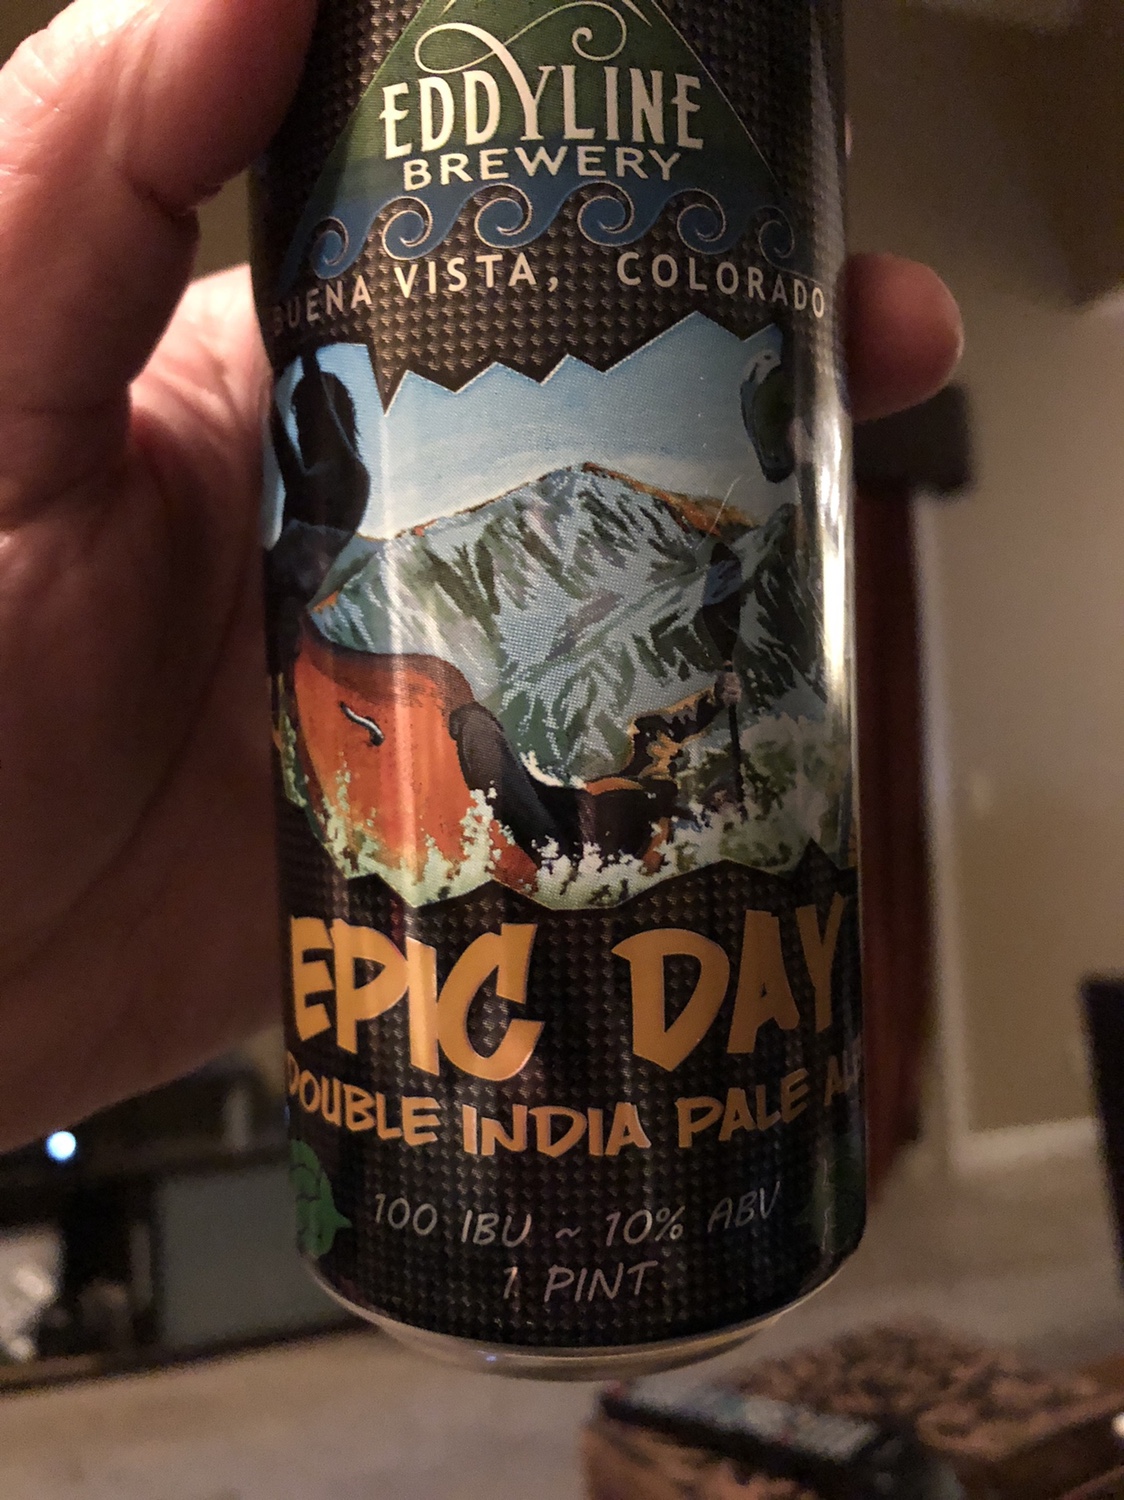 EDDYLINE
BREWERY
BUENA VISTA, COLORADO
EPIC DAY
DOUBLE INDIA PALE ALE
100 IBU ~ 10% ABV
1 PINT